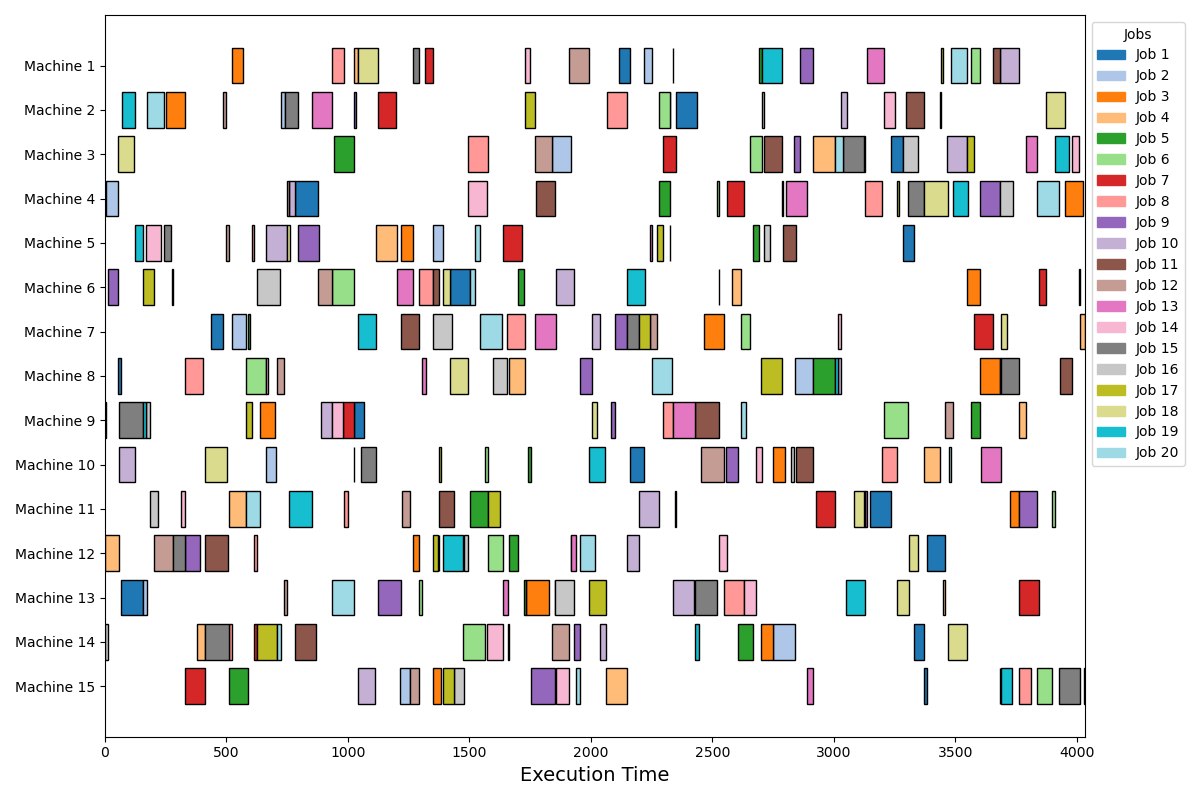 Machine 1
Machine 2
Machine 3
Machine 4
Machine 5
Machine 6
Machine 7
Machine 8
Machine 9
Machine 10
Machine 11
Machine 12
Machine 13
Machine 14
Machine 15
0 500 1000 1500 2000 2500 3000 3500 4000
Execution Time
Jobs
Job 1
Job 2
Job 3
Job 4
Job 5
Job 6
Job 7
Job 8
Job 9
Job 10
Job 11
Job 12
Job 13
Job 14
Job 15
Job 16
Job 17
Job 18
Job 19
Job 20